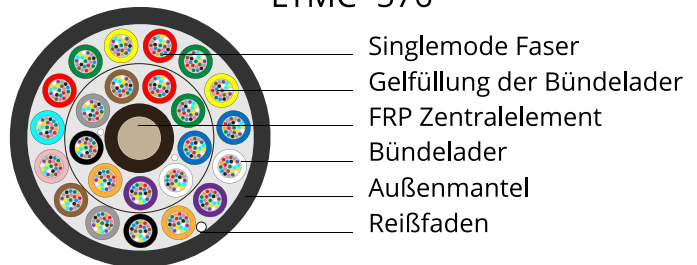 Singlemode Faser
Gelfüllung der Bündelader
FRP Zentralelement
Bündelader
Außenmantel
Reißfaden